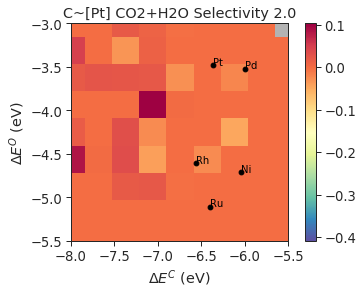 C~[Pt] CO2+H2O Selectivity 2.0
−3.0
−3.5
−4.0
−4.5
−5.0
−5.5
ΔE^O (eV)
Pt
Pd
Rh
Ni
Ru
−8.0 −7.5 −7.0 −6.5 −6.0 −5.5
ΔE^C (eV)
0.1
0.0
−0.1
−0.2
−0.3
−0.4